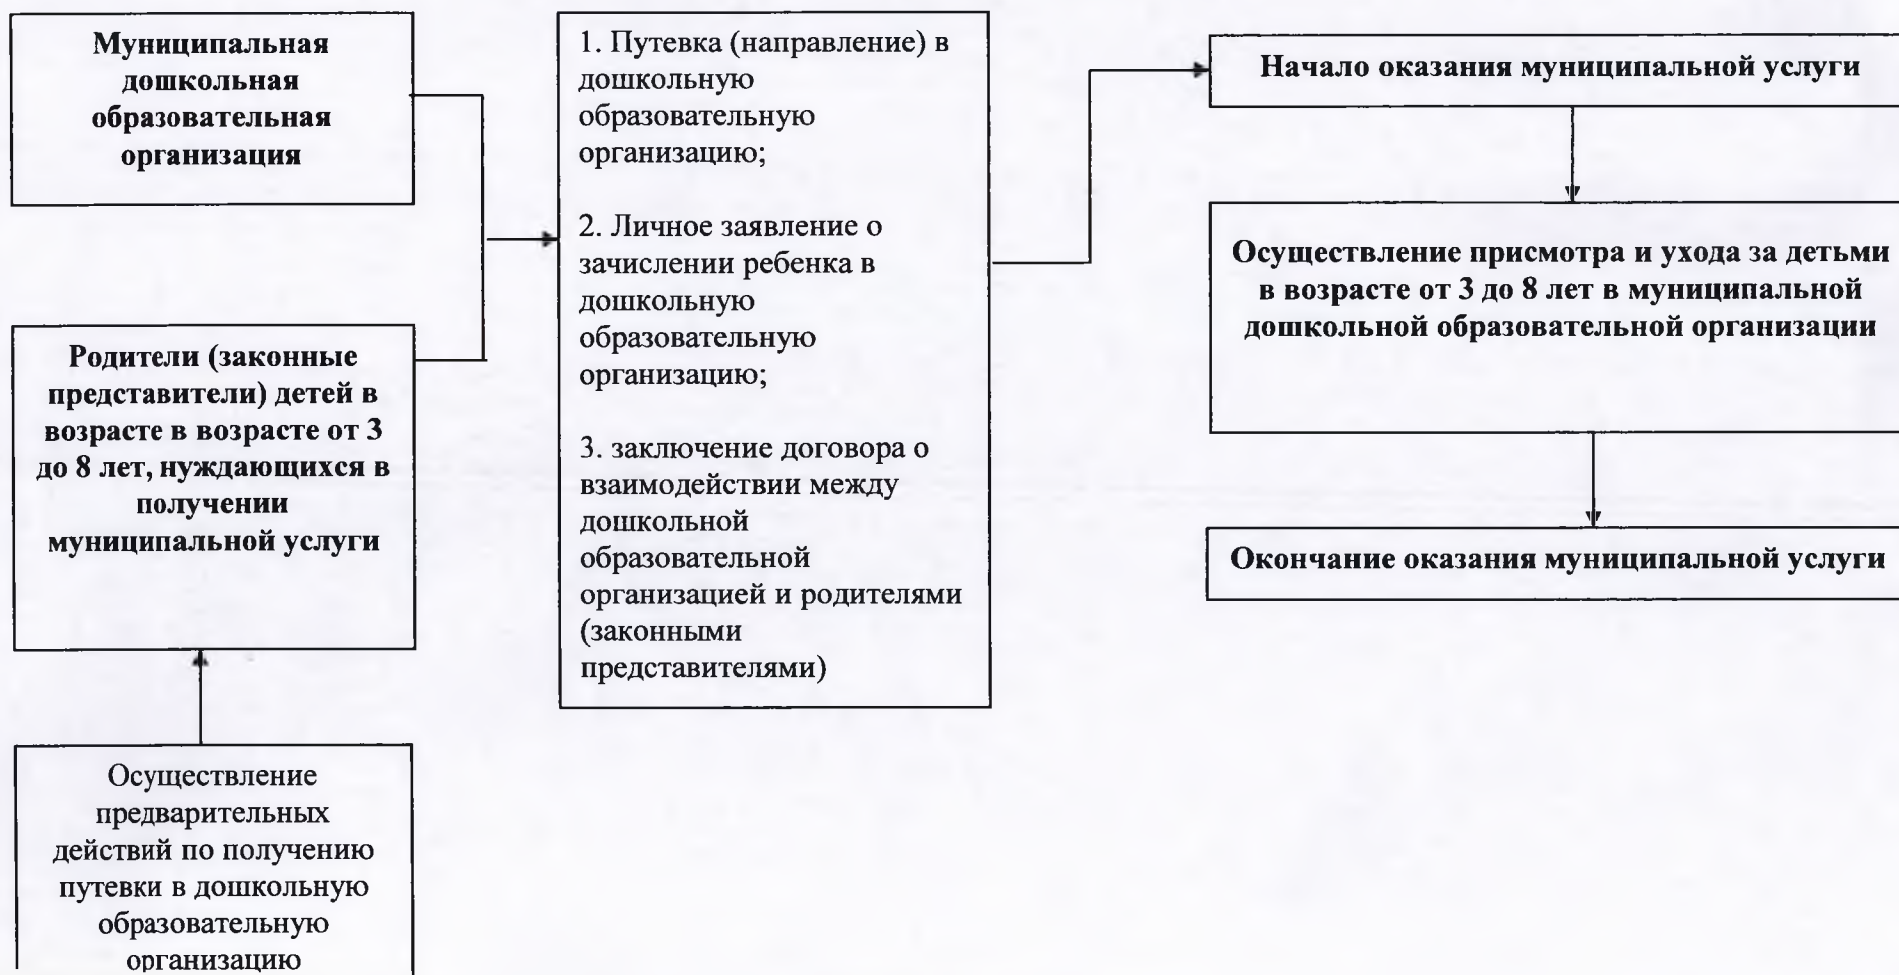 Муниципальная
дошкольная
образовательная
организация
Родители (законные
представители) детей в
возрасте в возрасте от 3
до 8 лет, нуждающихся в
получении
муниципальной услуги
Осуществление
предварительных
действий по получению
путевки в дошкольную
образовательную
организацию
1. Путевка (направление) в
дошкольную
образовательную
организацию;
2. Личное заявление о
зачислении ребенка в
дошкольную
образовательную
организацию;
3. заключение договора о
взаимодействии между
дошкольной
образовательной
организацией и родителями
(законными
представителями)
Начало оказания муниципальной услуги
Осуществление присмотра и ухода за детьми
в возрасте от 3 до 8 лет в муниципальной
дошкольной образовательной организации
Окончание оказания муниципальной услуги